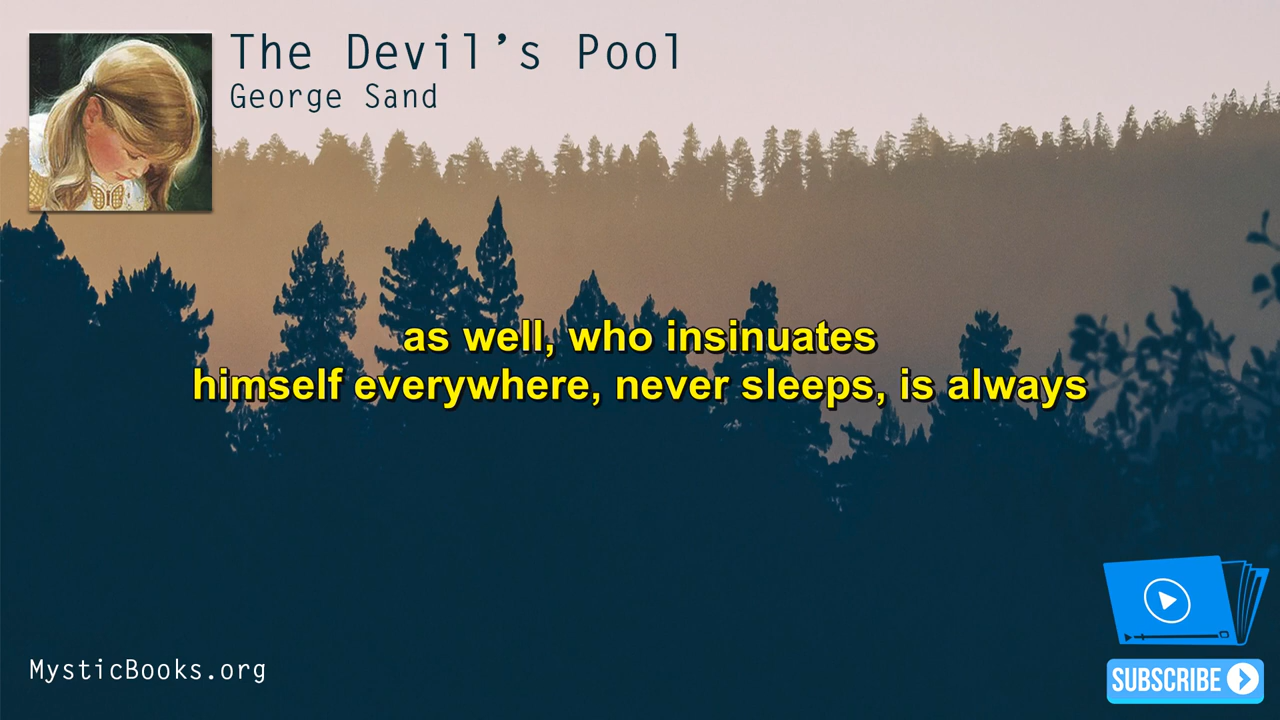 The Devil's Pool
George Sand
as well, who insinuates
himself everywhere, never sleeps, is always
MysticBooks.org
SUBSCRIBE